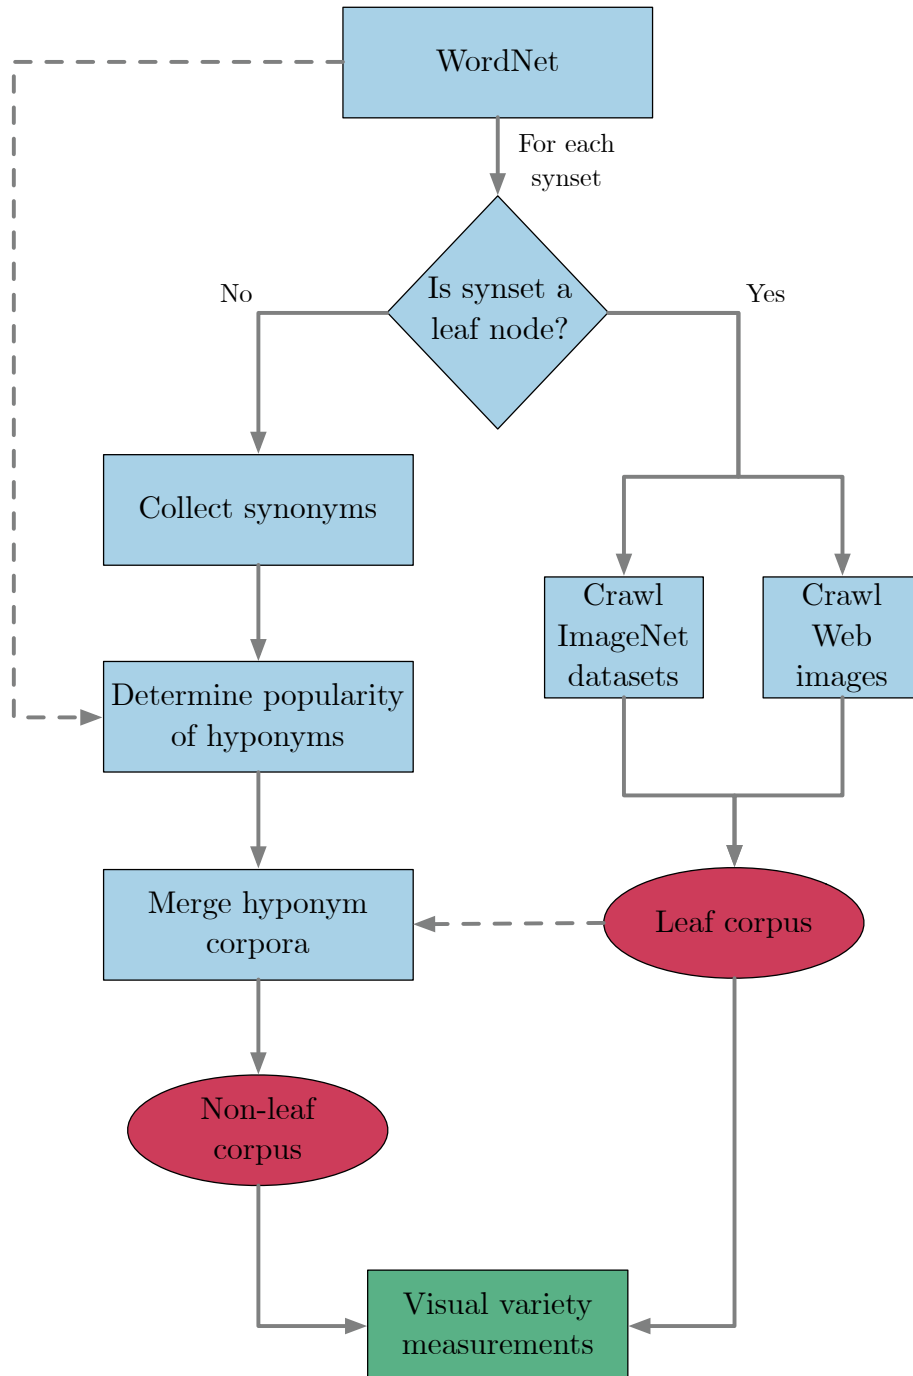 WordNet
For each
synset
Is synset a
leaf node?
No
Yes
Collect synonyms
Crawl
ImageNet
datasets
Crawl
Web
images
Determine popularity
of hyponyms
Merge hyponym
corpora
Leaf corpus
Non-leaf
corpus
Visual variety
measurements